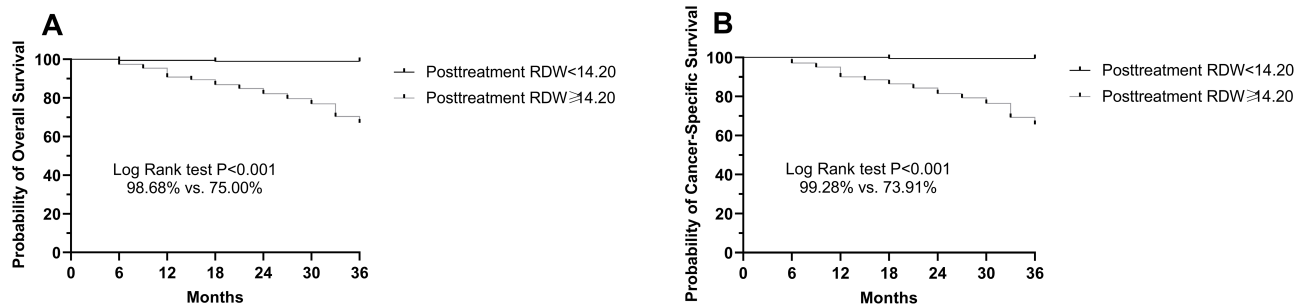 A
Probability of Overall Survival
100
80
60
40
20
0
0 6 12 18 24 30 36
Months
Log Rank test P<0.001
98.68% vs. 75.00%
Posttreatment RDW<14.20
Posttreatment RDW⩾14.20
B
Probability of Cancer-Specific Survival
100
80
60
40
20
0
0 6 12 18 24 30 36
Months
Log Rank test P<0.001
99.28% vs. 73.91%
Posttreatment RDW<14.20
Posttreatment RDW⩾14.20